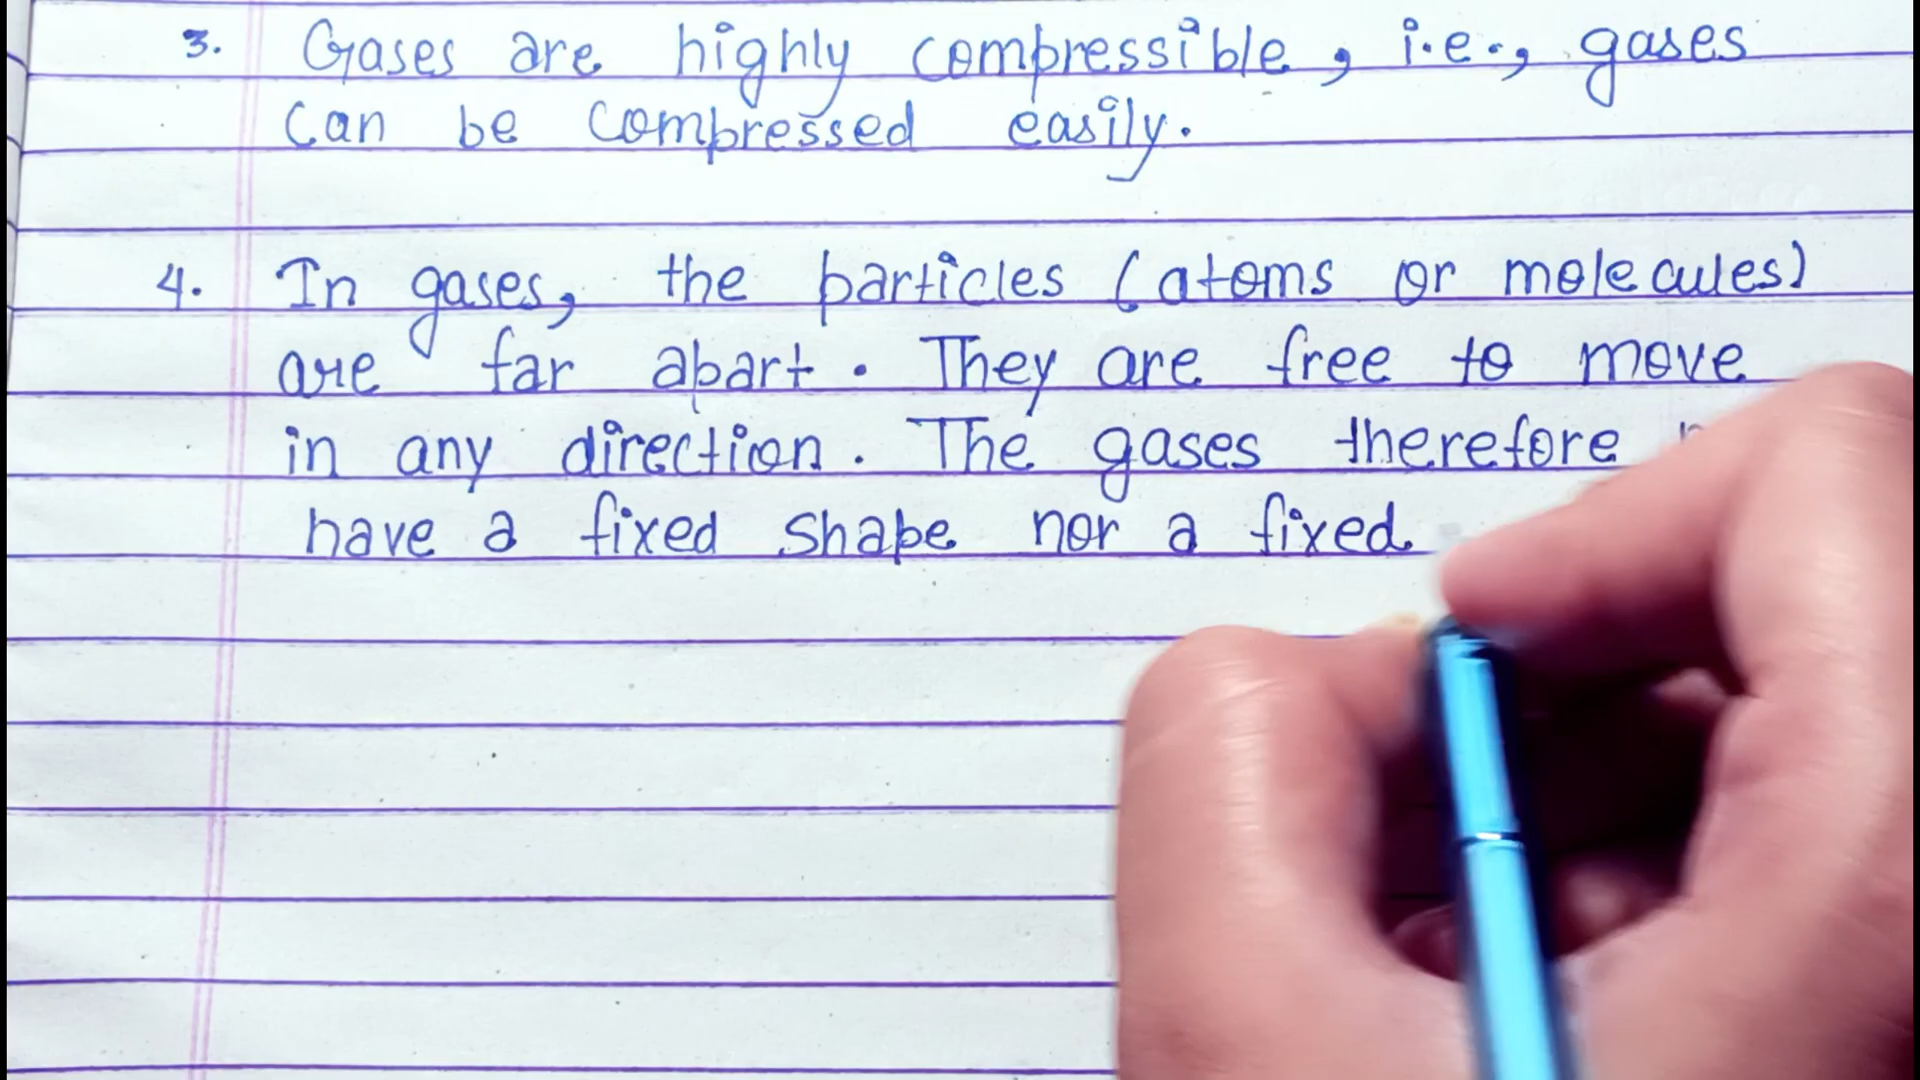 3. Gases are highly compressible, i.e., gases
can be compressed easily.
4. In gases, the particles (atoms or molecules)
are far apart. They are free to move
in any direction. The gases therefore
have a fixed shape nor a fixed